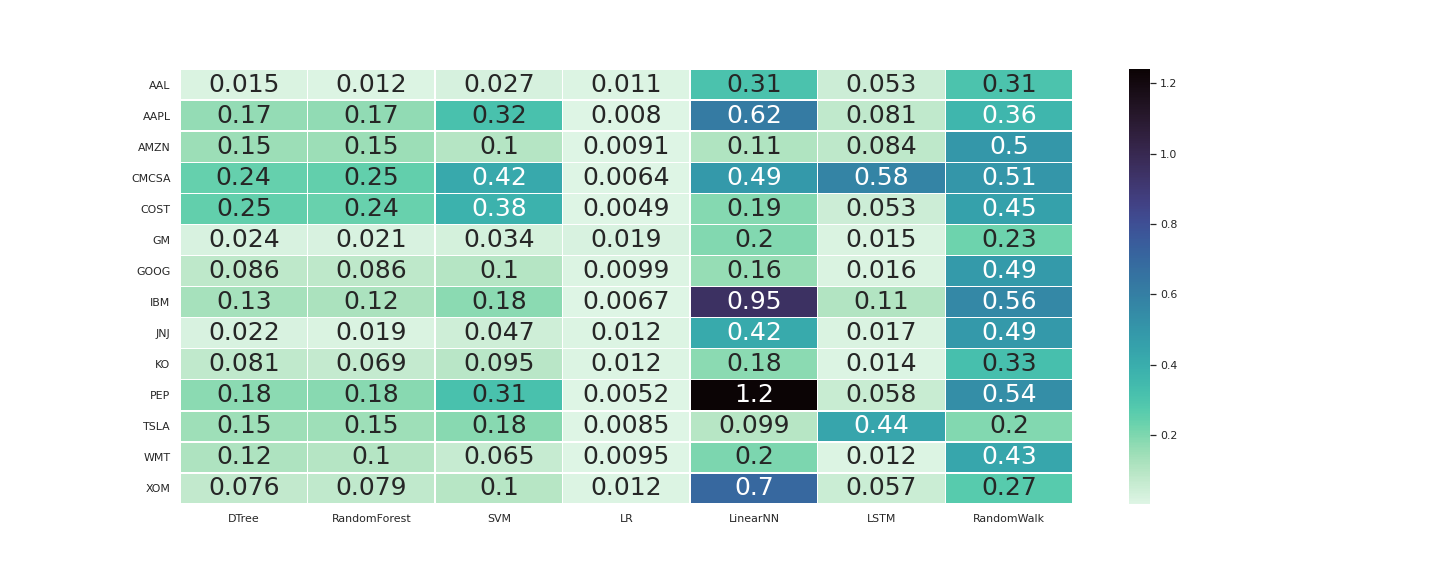 AAL 0.015 0.012 0.027 0.011 0.31 0.053 0.31
AAPL 0.17 0.17 0.32 0.008 0.62 0.081 0.36
AMZN 0.15 0.15 0.1 0.0091 0.11 0.084 0.5
CMCSA 0.24 0.25 0.42 0.0064 0.49 0.58 0.51
COST 0.25 0.24 0.38 0.0049 0.19 0.053 0.45
GM 0.024 0.021 0.034 0.019 0.2 0.015 0.23
GOOG 0.086 0.086 0.1 0.0099 0.16 0.016 0.49
IBM 0.13 0.12 0.18 0.0067 0.95 0.11 0.56
JNJ 0.022 0.019 0.047 0.012 0.42 0.017 0.49
KO 0.081 0.069 0.095 0.012 0.18 0.014 0.33
PEP 0.18 0.18 0.31 0.0052 1.2 0.058 0.54
TSLA 0.15 0.15 0.18 0.0085 0.099 0.44 0.2
WMT 0.12 0.1 0.065 0.0095 0.2 0.012 0.43
XOM 0.076 0.079 0.1 0.012 0.7 0.057 0.27
DTree RandomForest SVM LR LinearNN LSTM RandomWalk
1.2
1.0
0.8
0.6
0.4
0.2